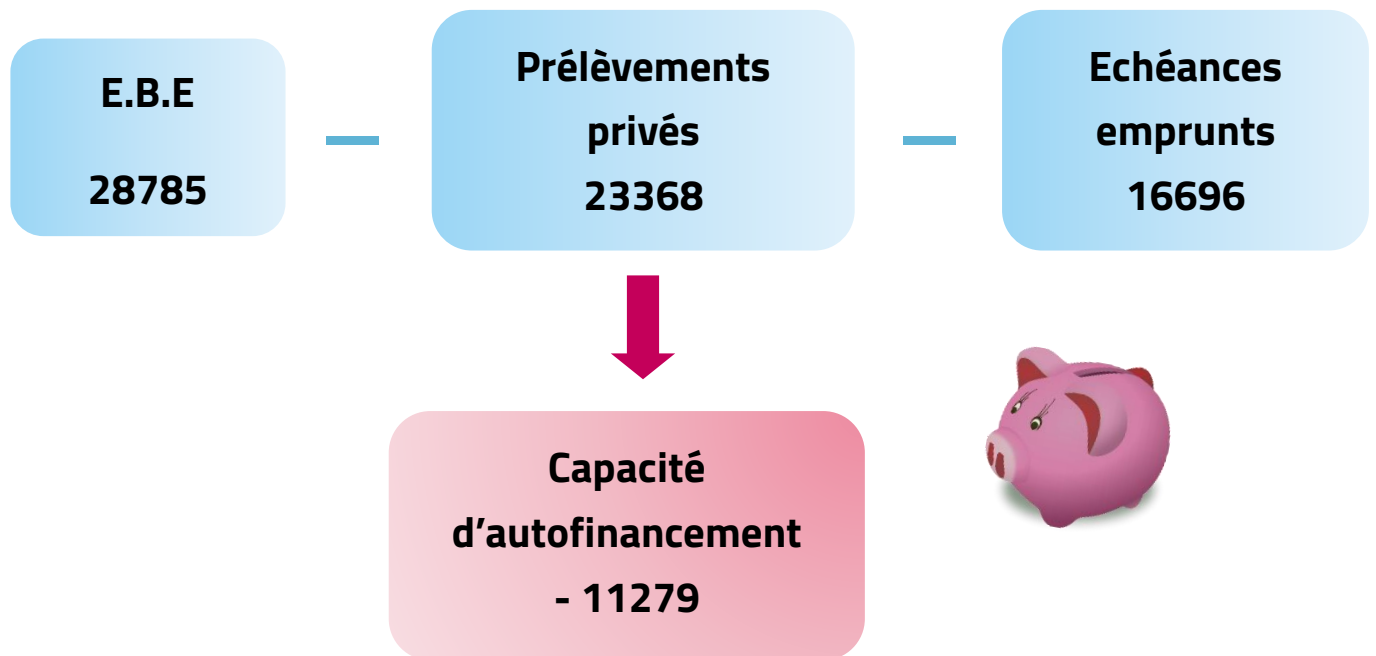 E.B.E
28785
Prélèvements
privés
23368
Echéances
emprunts
16696
Capacité
d'autofinancement
- 11279